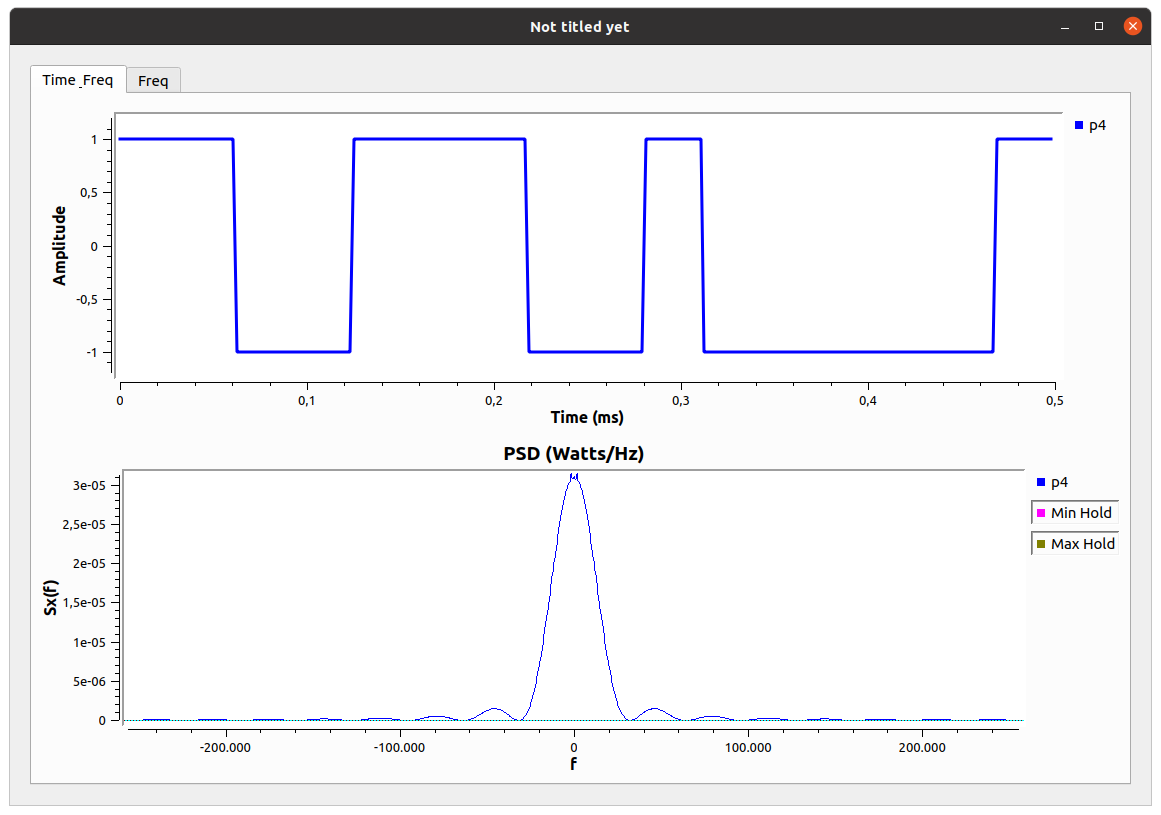 Not titled yet
Time_Freq
Freq
p4
1
0,5
0
-0,5
-1
Amplitude
0
0,1
0,2
0,3
0,4
0,5
Time (ms)
PSD (Watts/Hz)
p4
Min Hold
Max Hold
3e-05
2,5e-05
2e-05
1,5e-05
1e-05
5e-06
0
Sx(f)
-200.000
-100.000
0
100.000
200.000
f